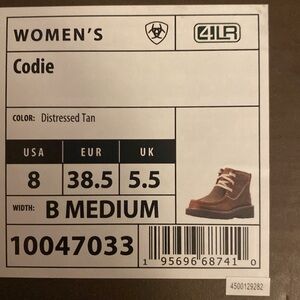 WOMEN'S
4LR
Codie
COLOR: Distressed Tan
USA EUR UK
8 38.5 5.5
WIDTH: B MEDIUM
10047033
1 95696 68741 0
4500129282